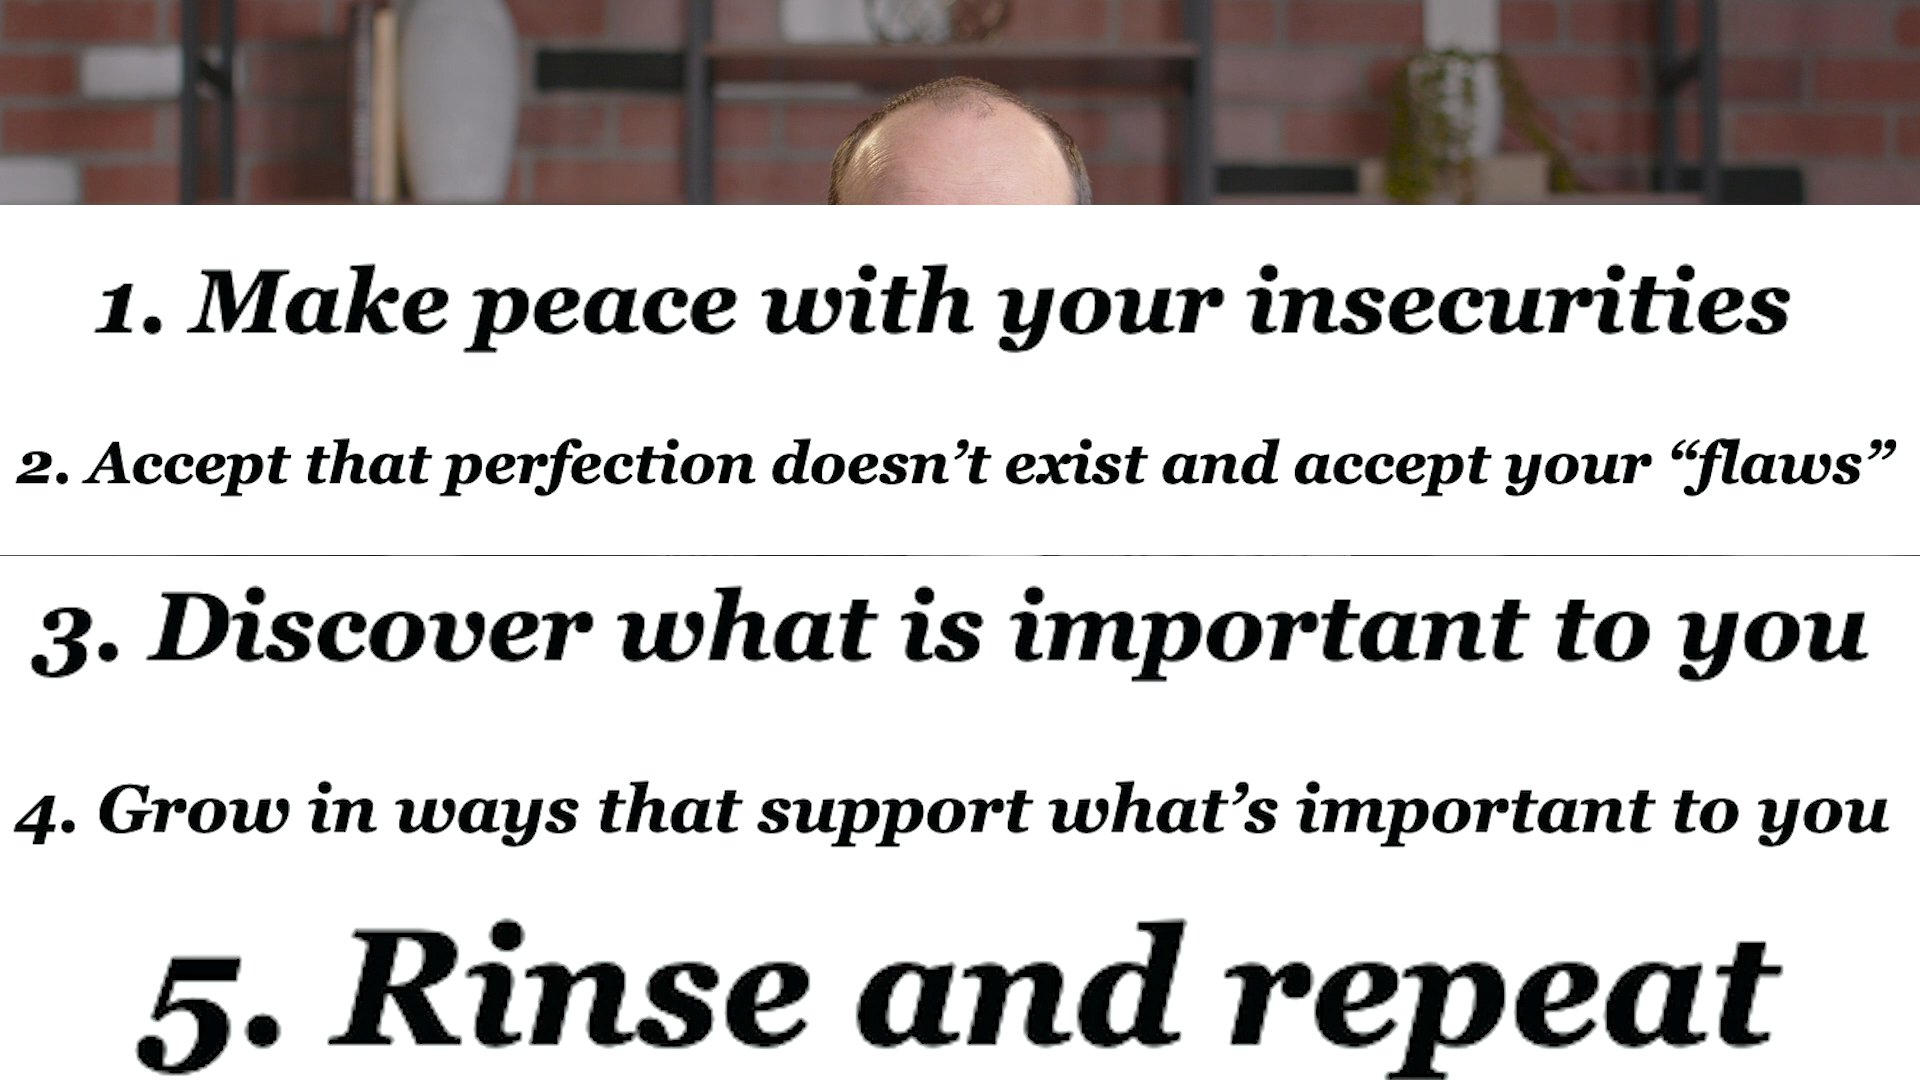 1. Make peace with your insecurities
2. Accept that perfection doesn’t exist and accept your “flaws”
3. Discover what is important to you
4. Grow in ways that support what’s important to you
5. Rinse and repeat